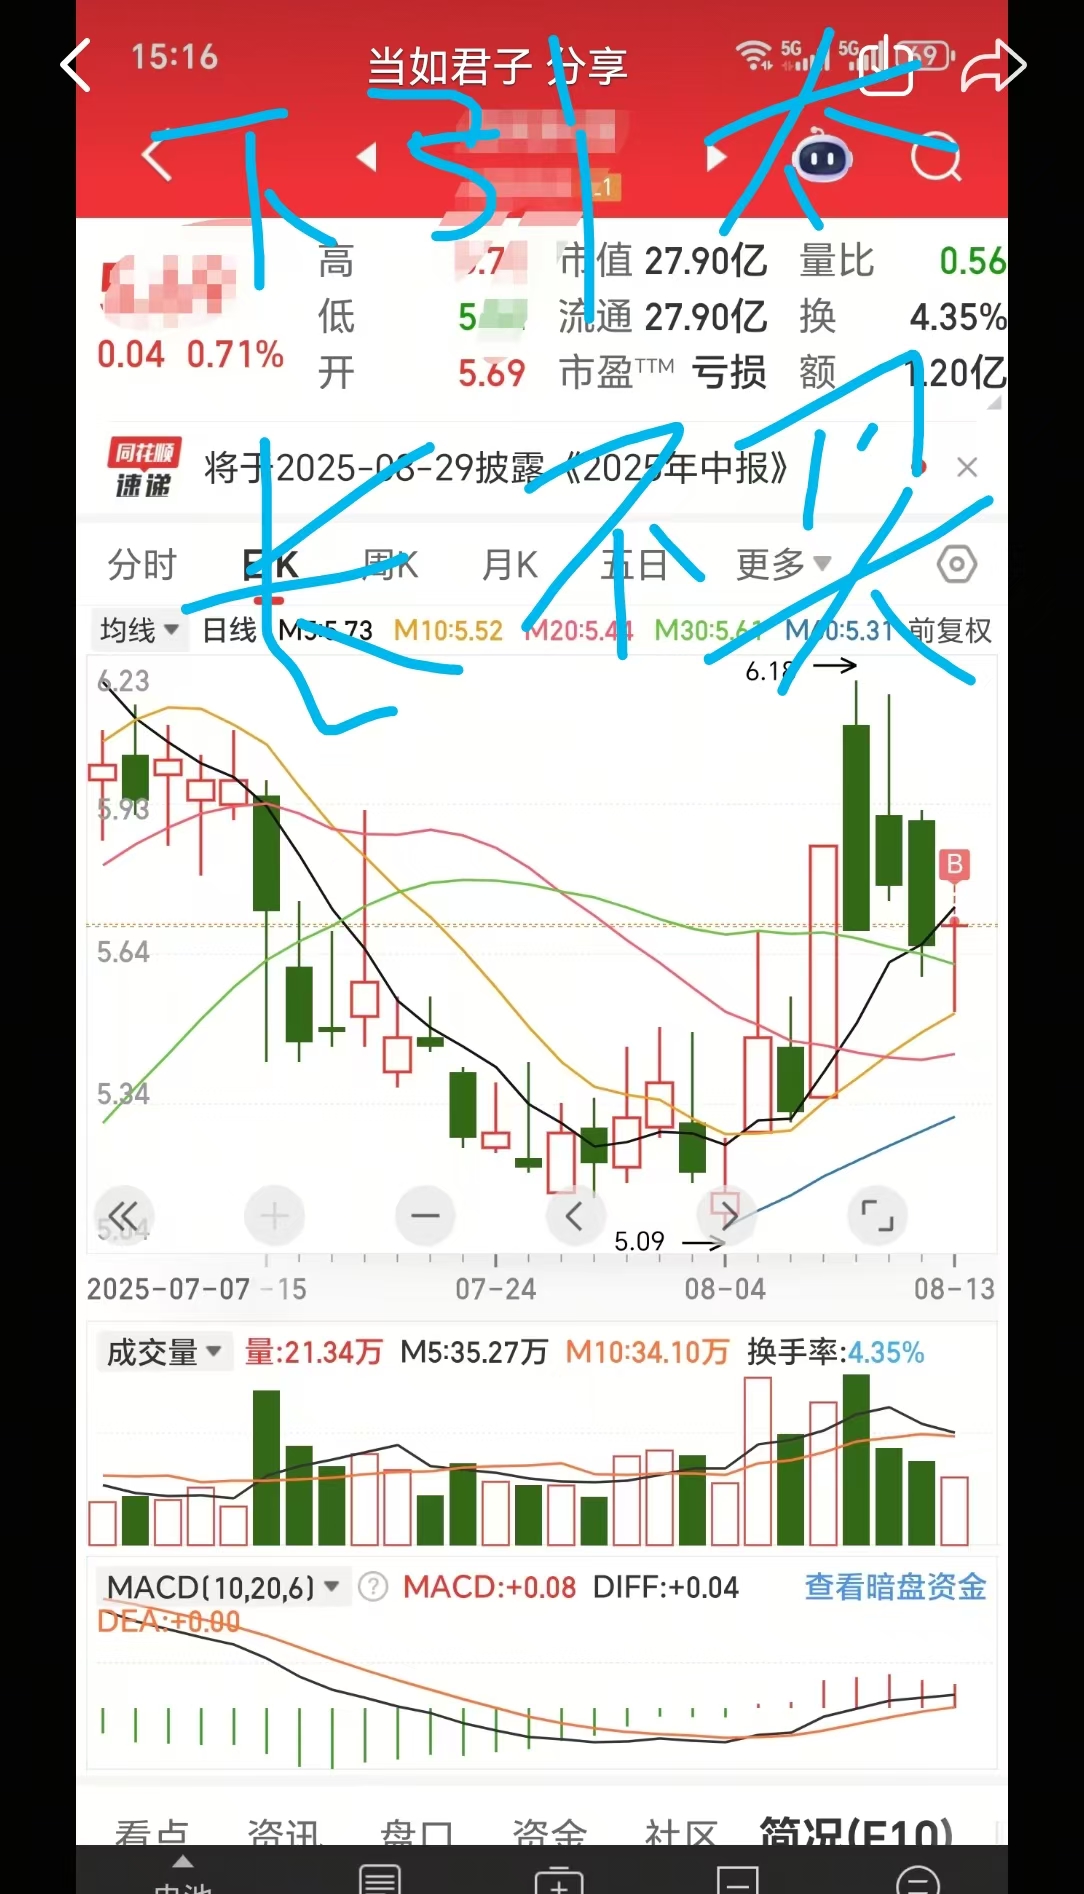 15:16
当如君子 分享
5G 5G 69
下引太
L1
高 市值 27.90亿 量比 0.56
低 流通 27.90亿 换 4.35%
0.04 0.71%
开 5.69 市盈TTM 亏损 额 1.20亿
同花顺
速递
将于2025-08-29披露《2025年中报》
长不突
分时 日K 周K 月K 五日 更多
均线 日线 M5:5.73 M10:5.52 M20:5.44 M30:5.61 M60:5.31 前复权
6.18
6.23
5.93
B
5.64
5.34
5.04
5.09
2025-07-07 -15 07-24 08-04 08-13
成交量 量:21.34万 M5:35.27万 M10:34.10万 换手率:4.35%
MACD(10,20,6) ? MACD:+0.08 DIFF:+0.04 查看暗盘资金
DEA:+0.00
看点 资讯 盘口 资金 社区 简况(F10)